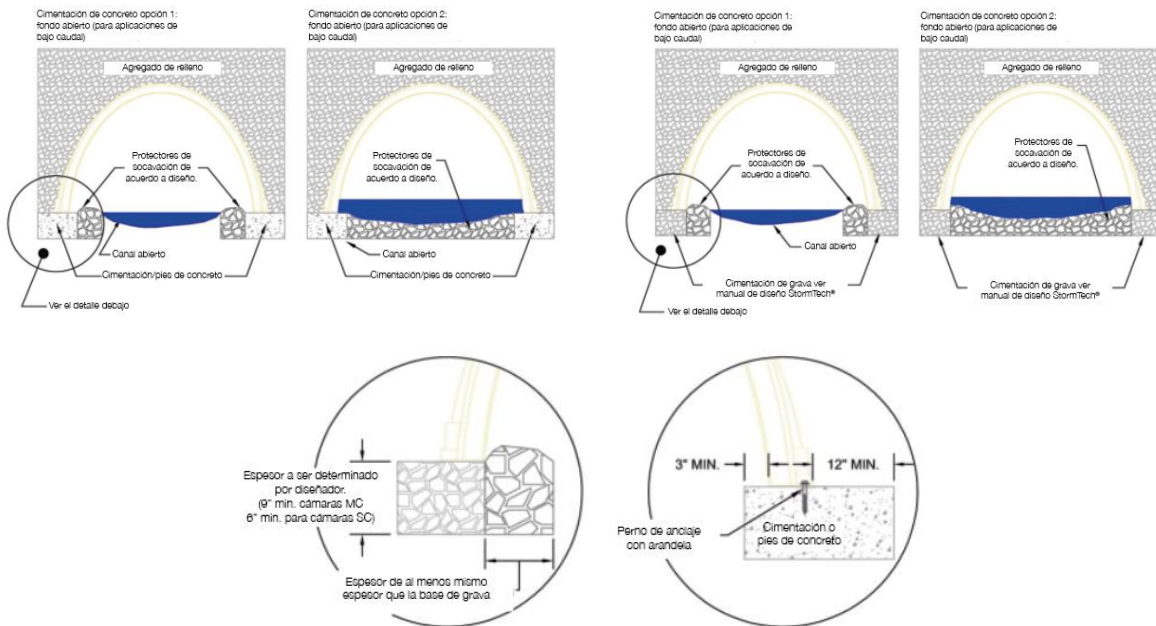 Cimentación de concreto opción 1:
fondo abierto (para aplicaciones de
bajo caudal)
Agregado de relleno
Protectores de
socavación de
acuerdo a diseño.
Canal abierto
Cimentación/pies de concreto
Ver el detalle debajo
Cimentación de concreto opción 2:
fondo abierto (para aplicaciones de
bajo caudal)
Agregado de relleno
Protectores de
socavación de
acuerdo a diseño.
Canal abierto
Cimentación de concreto opción 1:
fondo abierto (para aplicaciones de
bajo caudal)
Agregado de relleno
Protectores de
socavación de
acuerdo a diseño.
Canal abierto
Cimentación de grava ver
manual de diseño StormTech®
Ver el detalle debajo
Cimentación de concreto opción 2:
fondo abierto (para aplicaciones de
bajo caudal)
Agregado de relleno
Protectores de
socavación de
acuerdo a diseño.
Cimentación de grava ver
manual de diseño StormTech®
Espesor a ser determinado
por diseñador.
(9" min. cámaras MC
6" min. para cámaras SC)
Espesor de al menos mismo
espesor que la base de grava
3" MIN.
12" MIN.
Perno de anclaje
con arandela
Cimentación o
pies de concreto